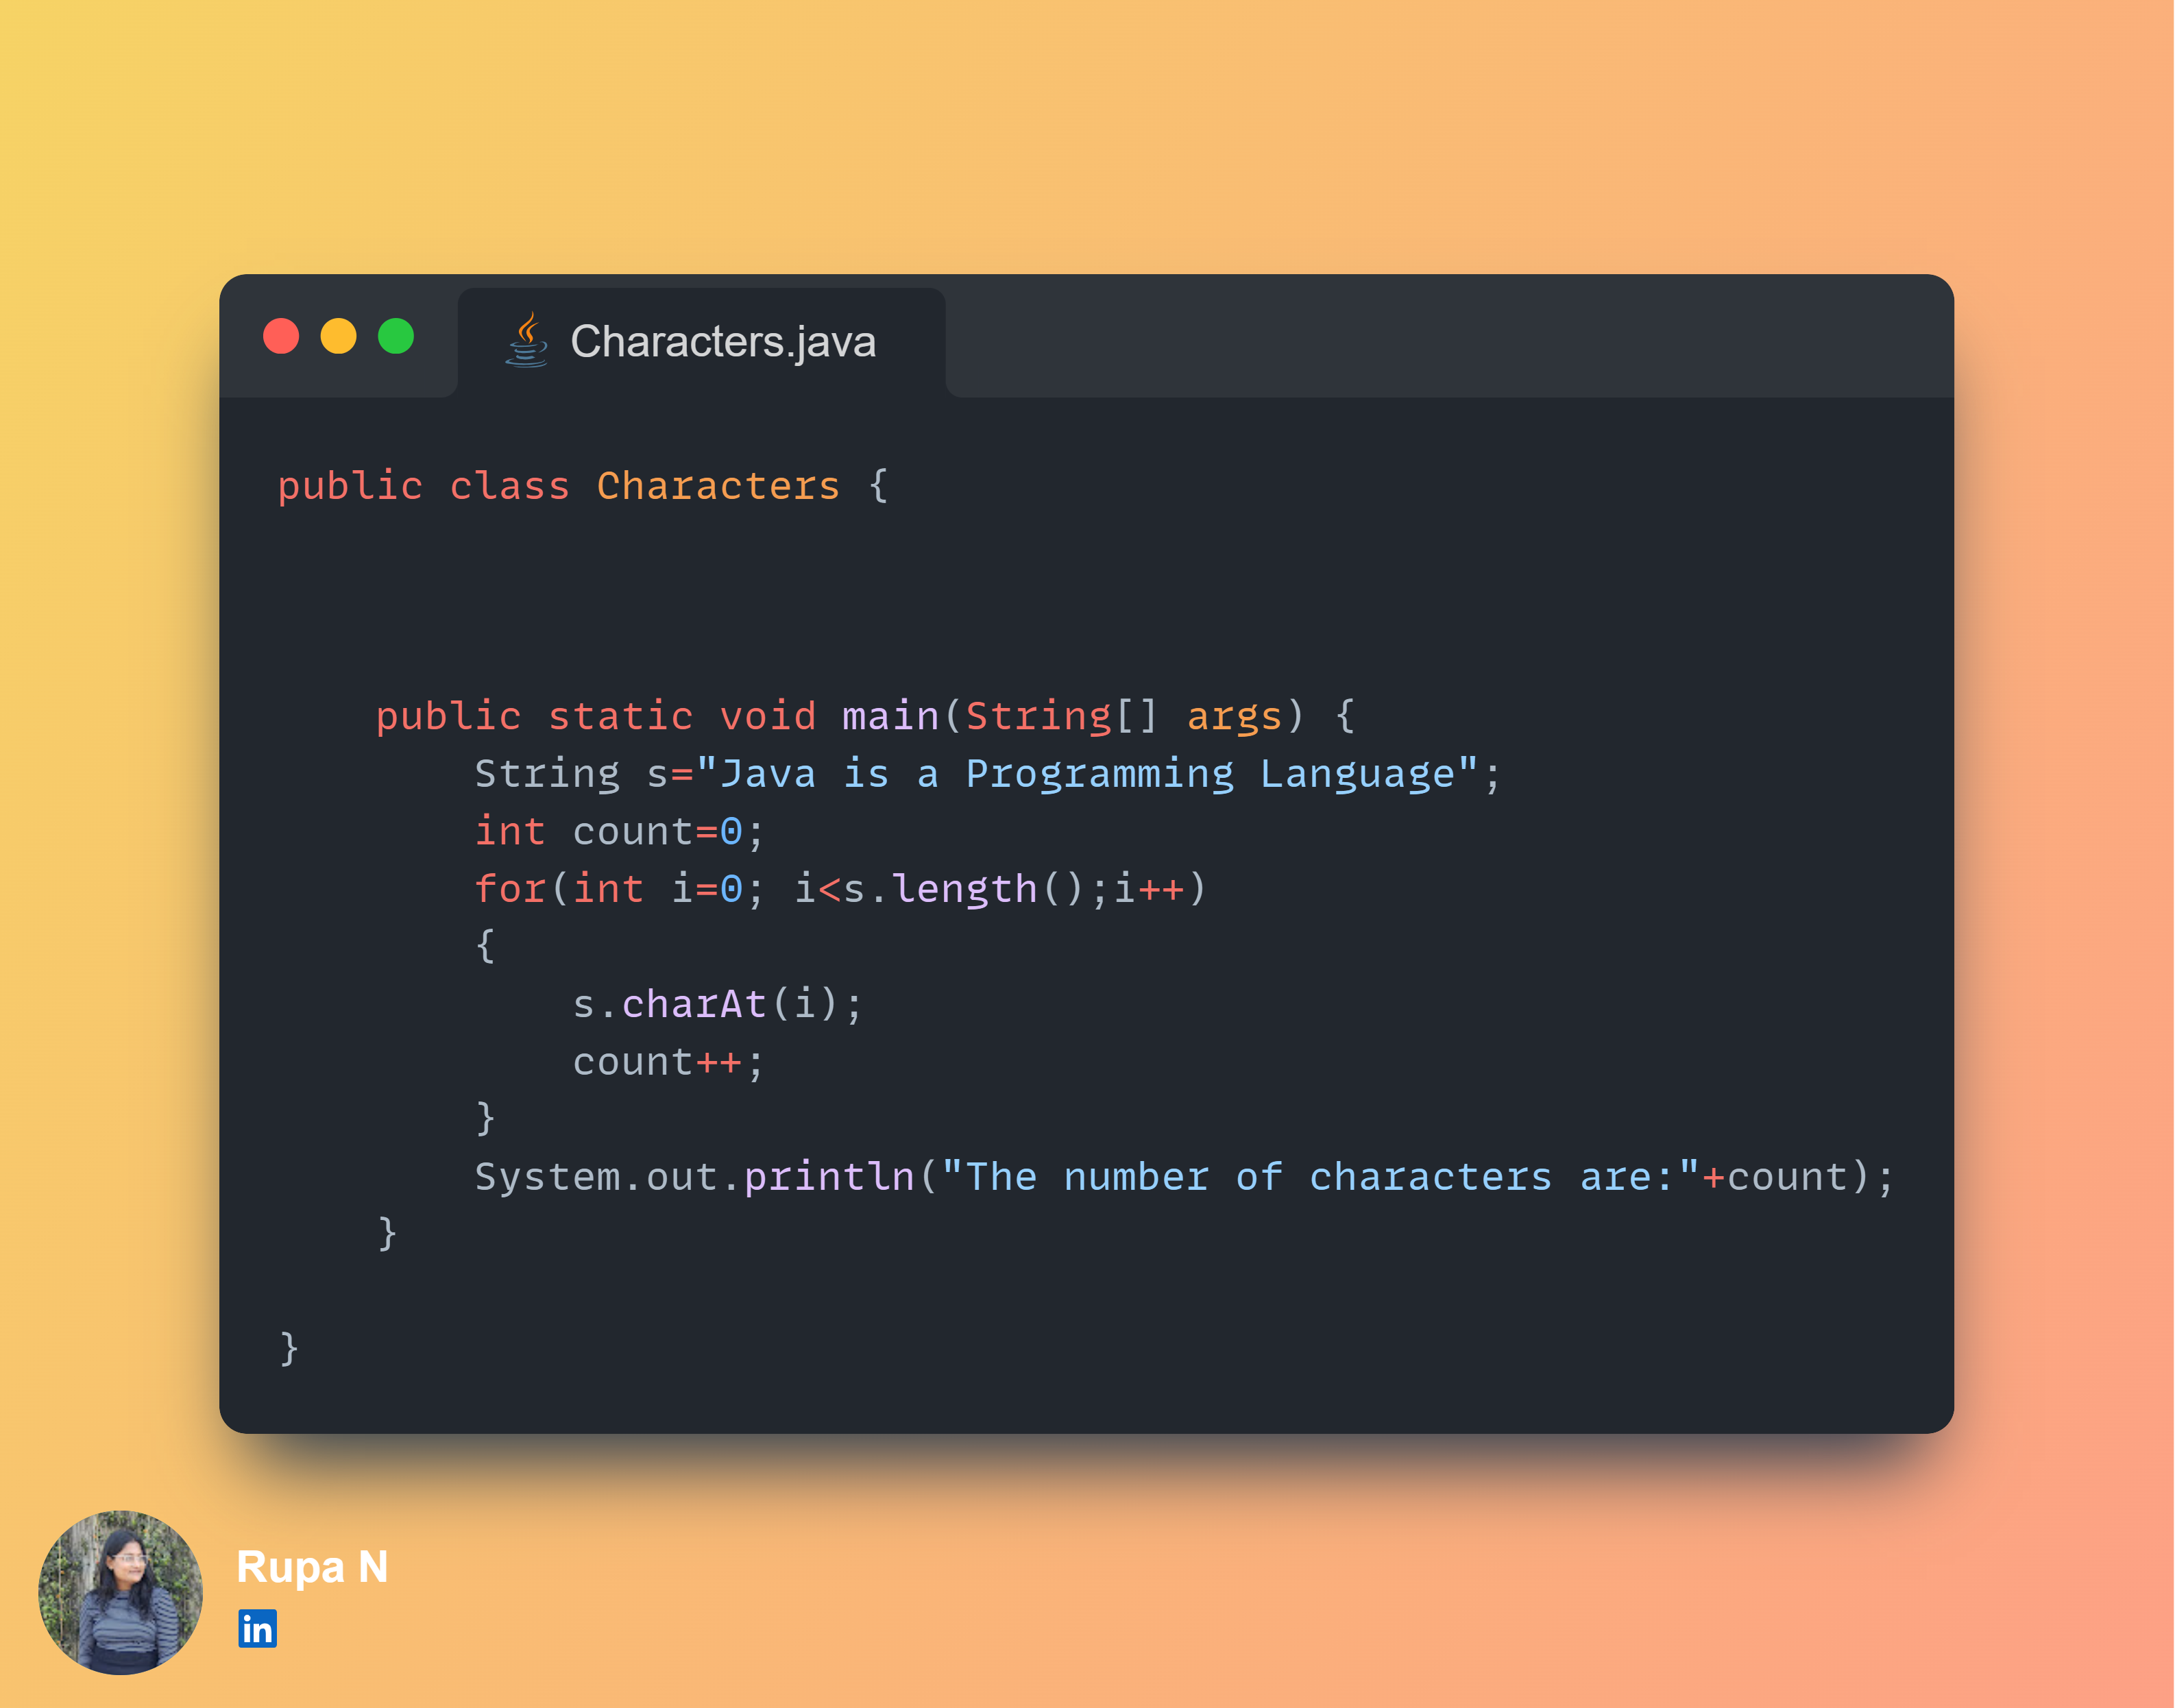 Characters.java
public class Characters {
    public static void main(String[] args) {
        String s="Java is a Programming Language";
        int count=0;
        for(int i=0; i<s.length();i++)
        {
            s.charAt(i);
            count++;
        }
        System.out.println("The number of characters are:"+count);
    }
}
Rupa N
in